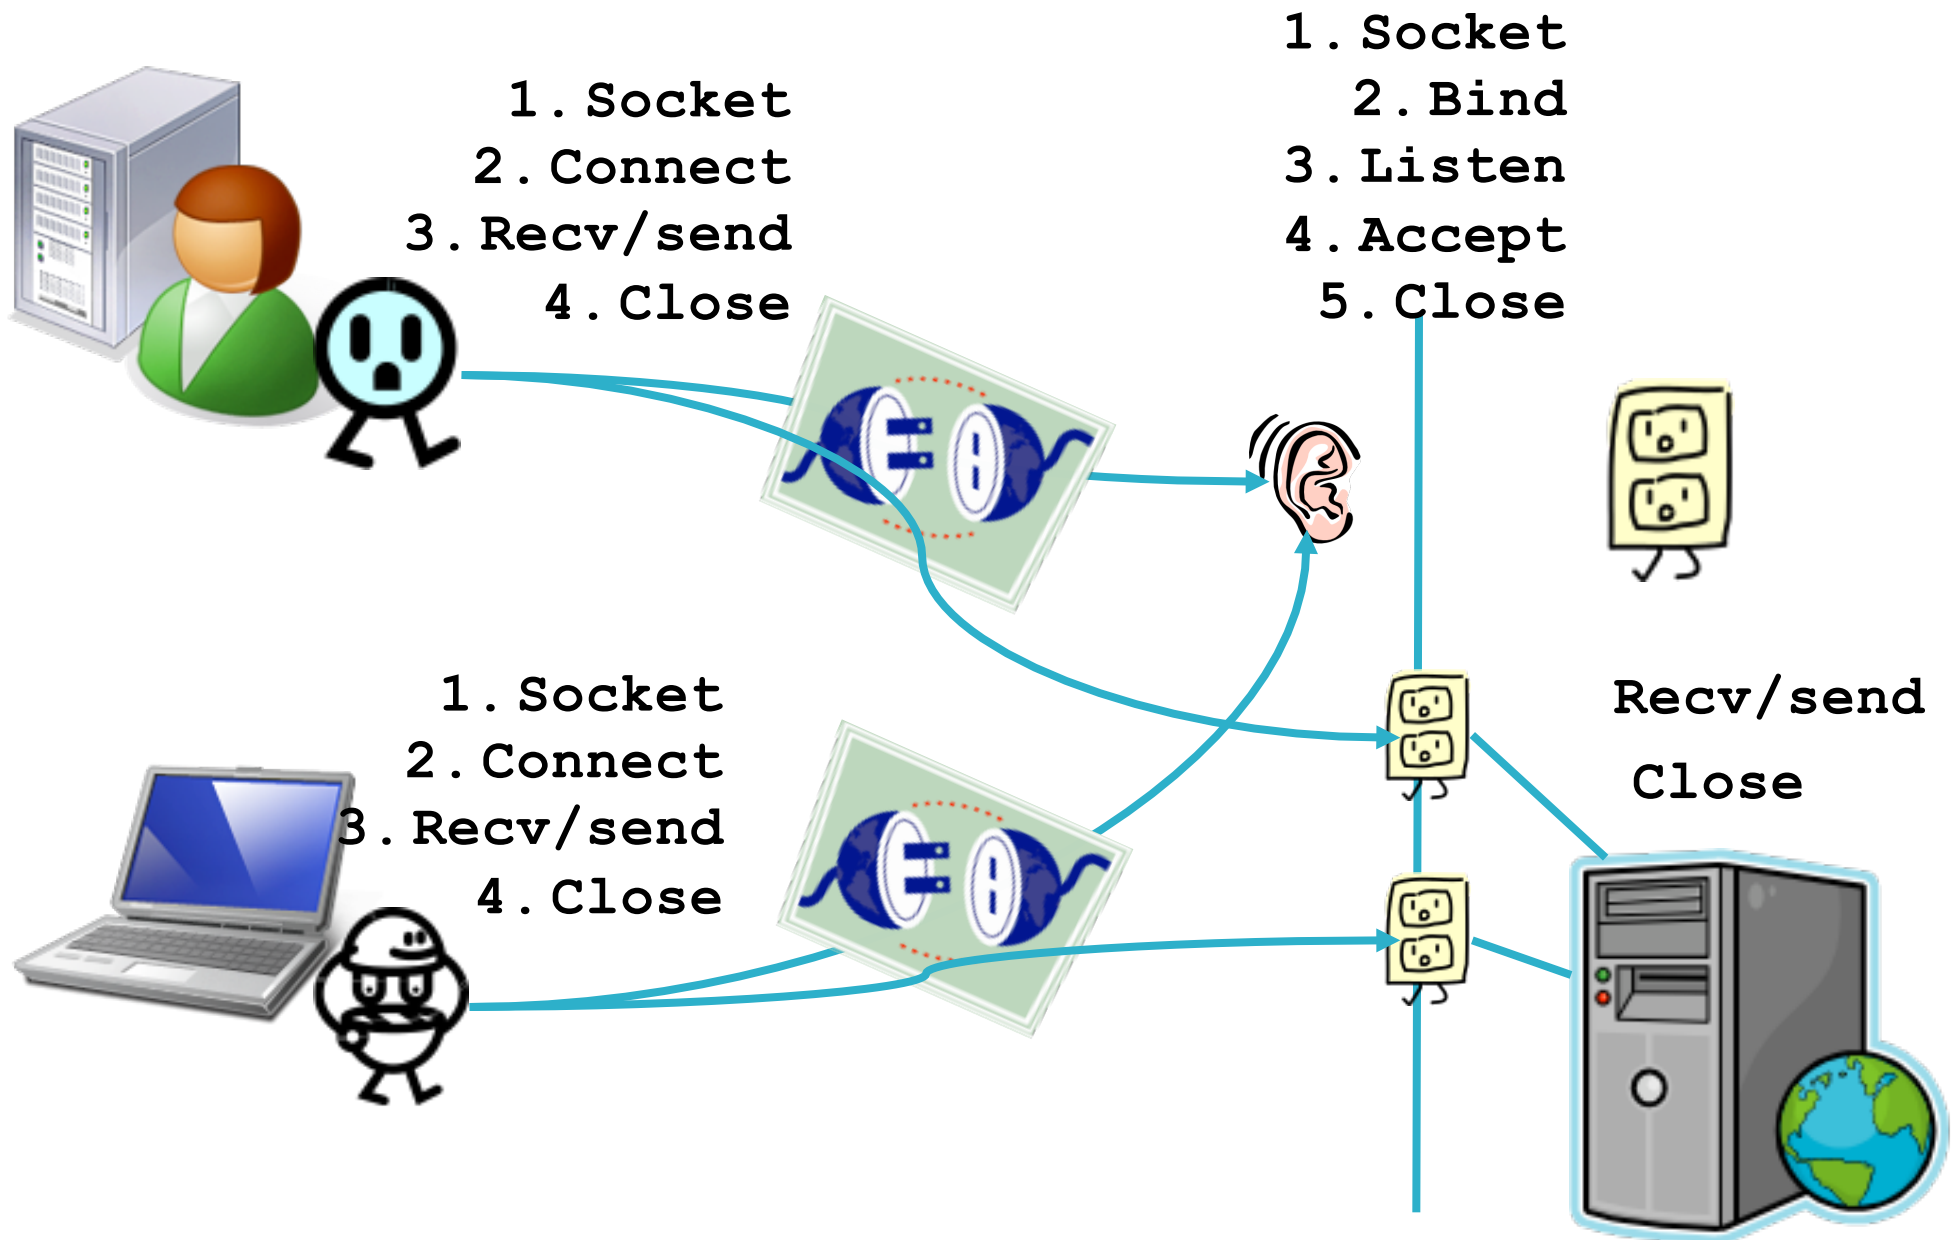 1. Socket
2. Connect
3. Recv/send
4. Close
1. Socket
2. Bind
3. Listen
4. Accept
5. Close
1. Socket
2. Connect
3. Recv/send
4. Close
Recv/send
Close